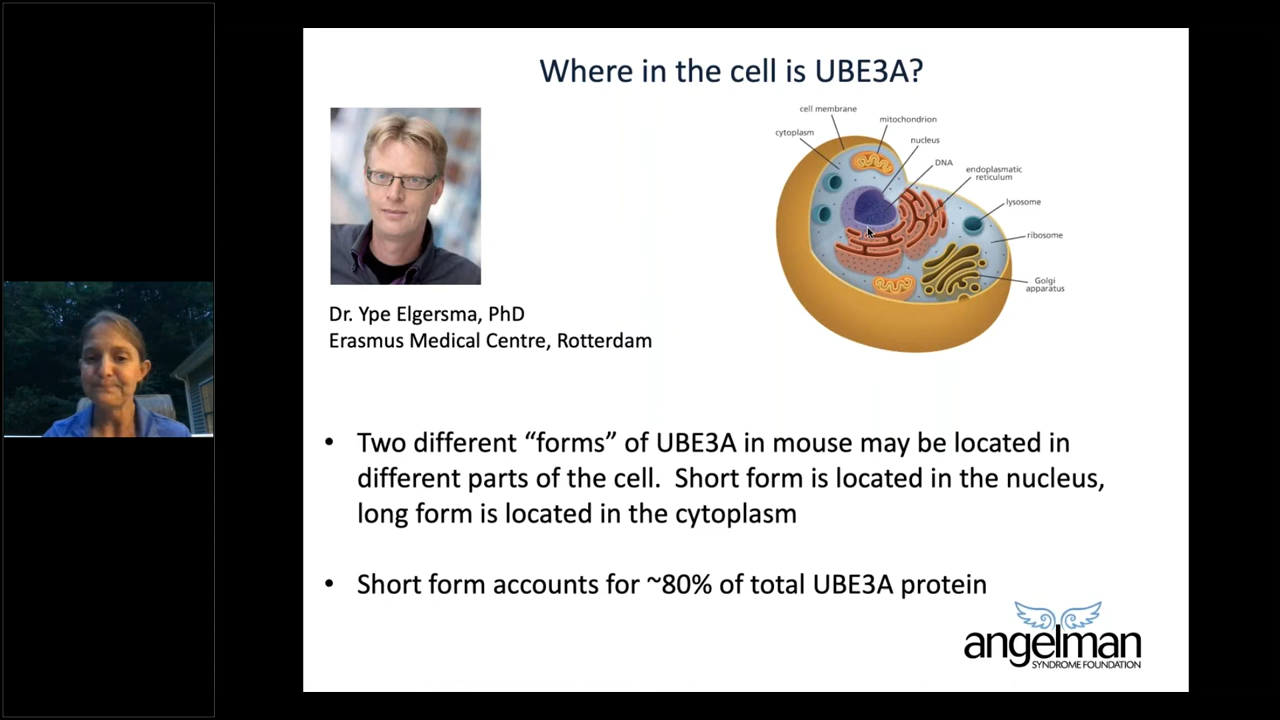 Where in the cell is UBE3A?
cell membrane
mitochondrion
cytoplasm
nucleus
DNA
endoplasmatic
reticulum
lysosome
ribosome
Golgi
apparatus
Dr. Ype Elgersma, PhD
Erasmus Medical Centre, Rotterdam
• Two different “forms” of UBE3A in mouse may be located in
different parts of the cell. Short form is located in the nucleus,
long form is located in the cytoplasm
• Short form accounts for ~80% of total UBE3A protein
angelman
SYNDROME FOUNDATION